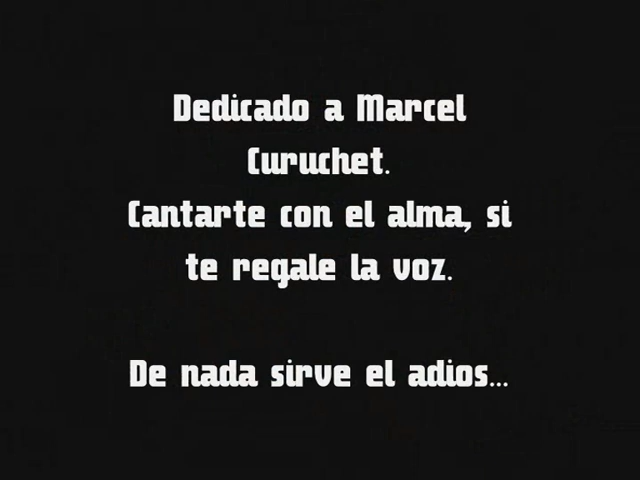 Dedicado a Marcel
Curuchet.
Cantarte con el alma, si
te regale la voz.
De nada sirve el adios...